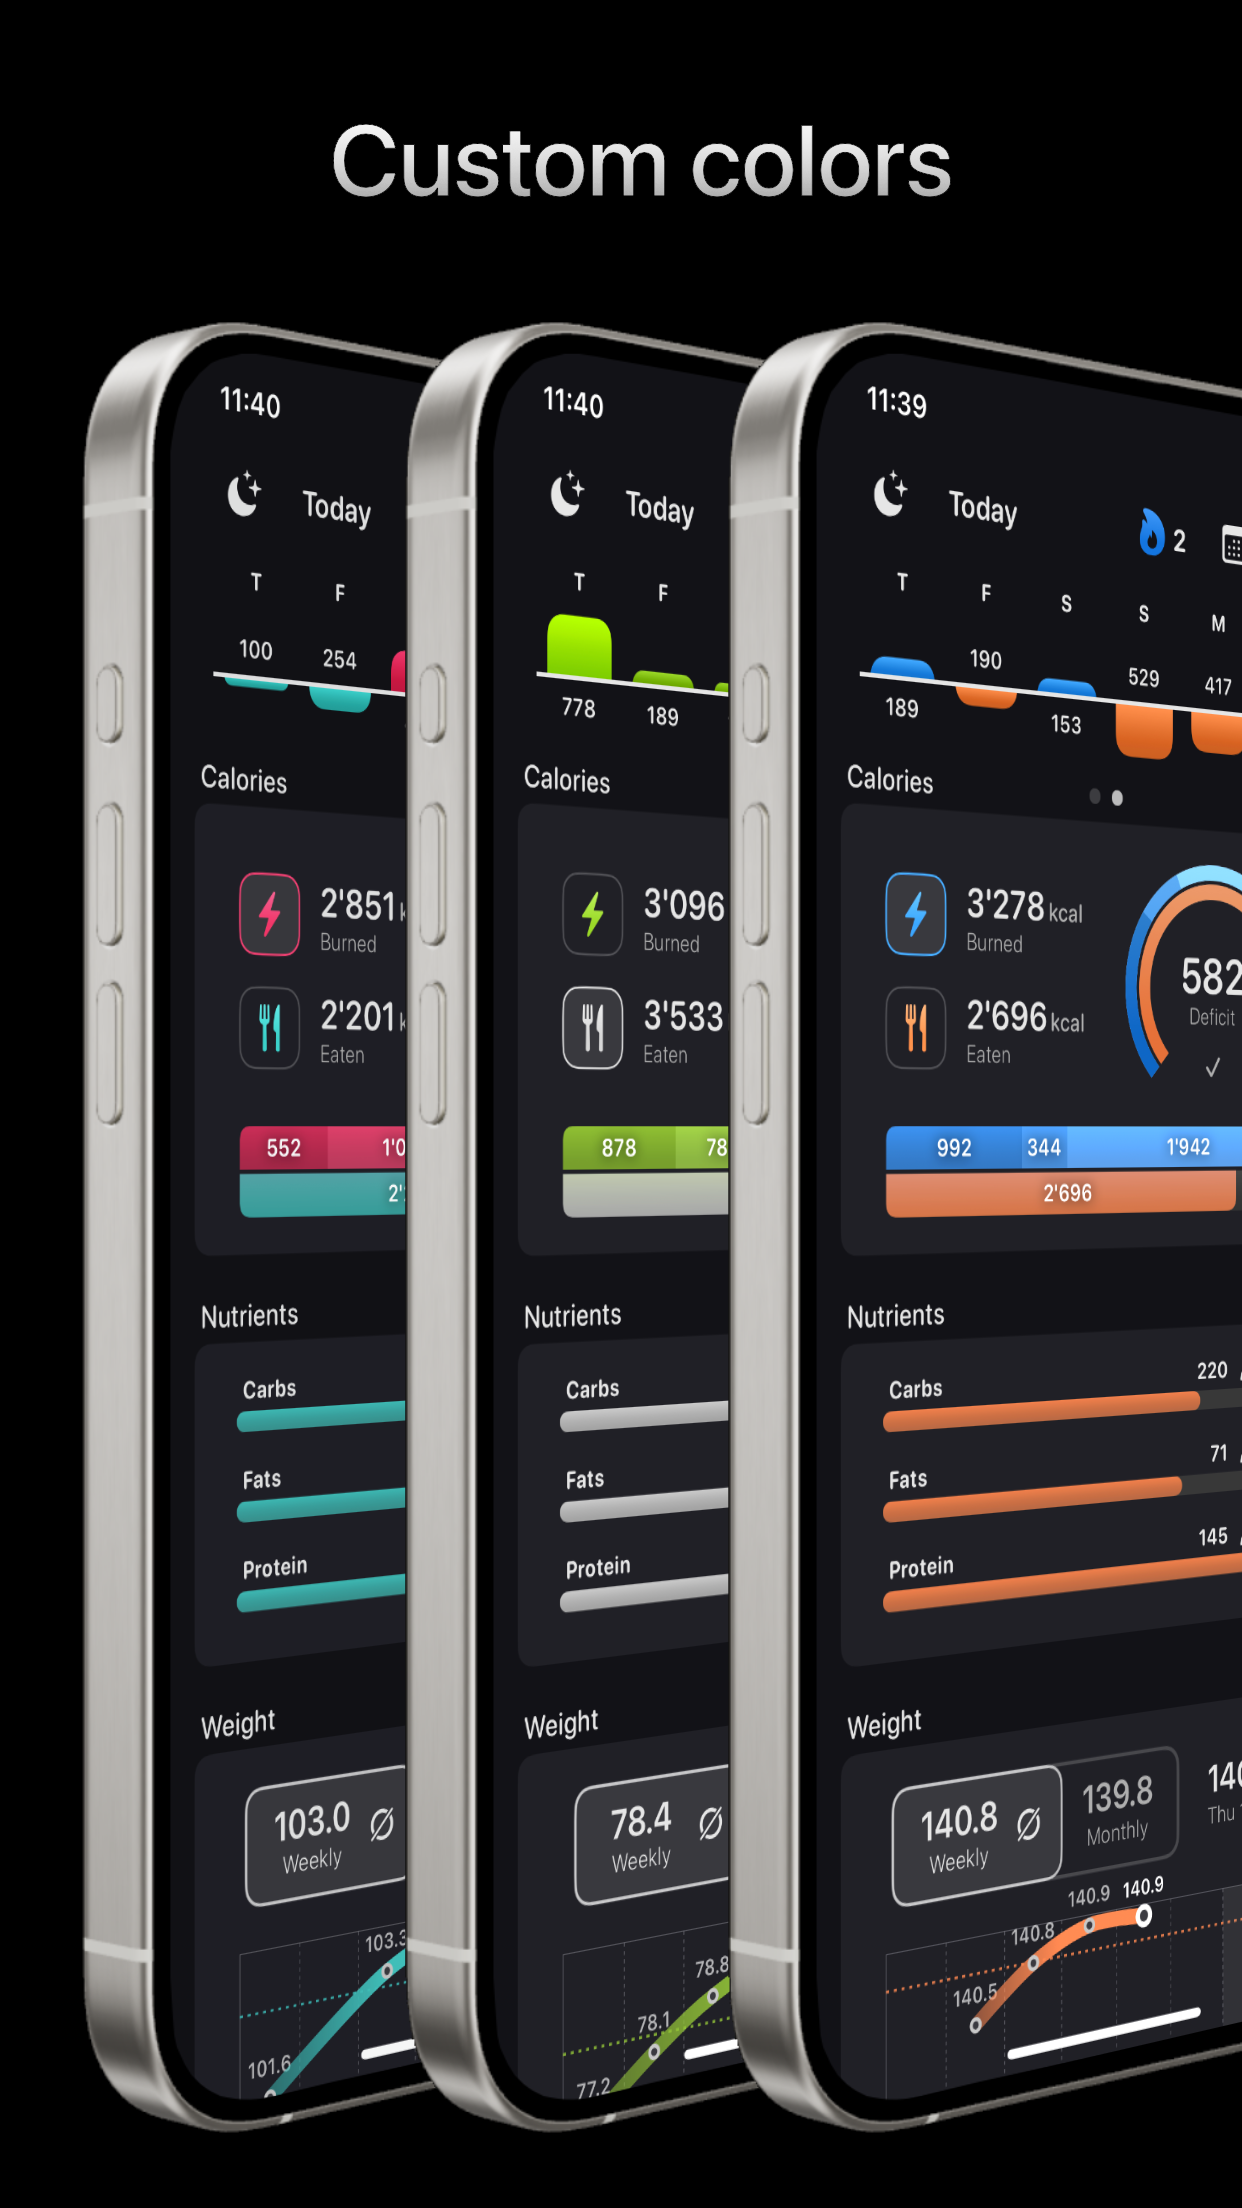 Custom colors
11:40
Today
T
F
100
254
Calories
2'851
Burned
2'201
Eaten
552
1'0
2'
Nutrients
Carbs
Fats
Protein
Weight
103.0 Ø
Weekly
103.3
101.6
11:40
Today
T
F
778
189
Calories
3'096
Burned
3'533
Eaten
878
78
Nutrients
Carbs
Fats
Protein
Weight
78.4 Ø
Weekly
78.8
78.1
77.2
11:39
Today
2
T
F
S
S
M
190
529
417
189
153
Calories
3'278 kcal
Burned
582
Deficit
2'696 kcal
Eaten
992 344 1'942
2'696
Nutrients
220
Carbs
71
Fats
145
Protein
Weight
140.8 Ø
Weekly
139.8
Monthly
140
Thu
140.9 140.9
140.8
140.5